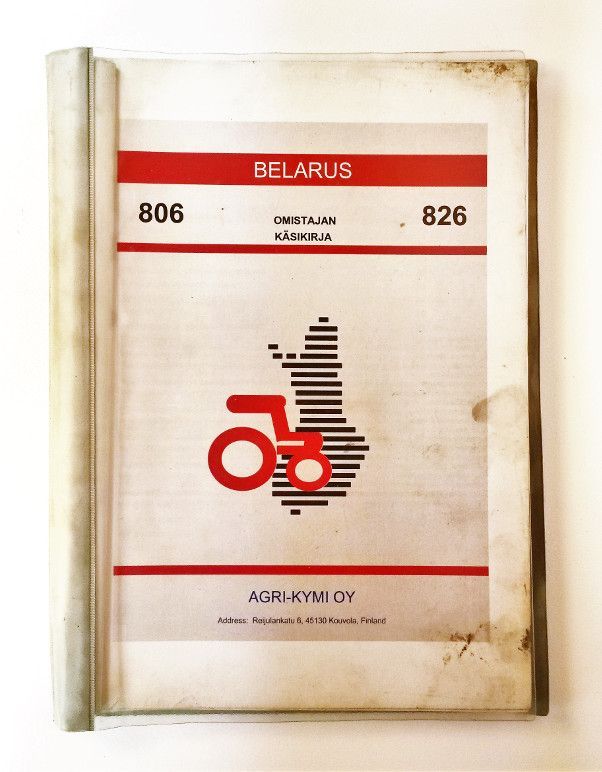 BELARUS
806
OMISTAJAN
KÄSIKIRJA
826
AGRI-KYMI OY
Address: Reijulankatu 6, 45130 Kouvola, Finland